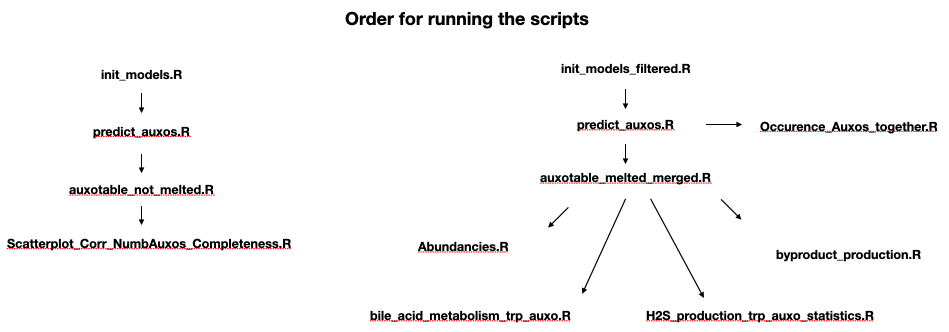 Order for running the scripts
init_models.R
predict_auxos.R
auxotable_not_melted.R
Scatterplot_Corr_NumbAuxos_Completeness.R
init_models_filtered.R
predict_auxos.R
Occurence_Auxos_together.R
auxotable_melted_merged.R
Abundancies.R
byproduct_production.R
bile_acid_metabolism_trp_auxo.R
H2S_production_trp_auxo_statistics.R